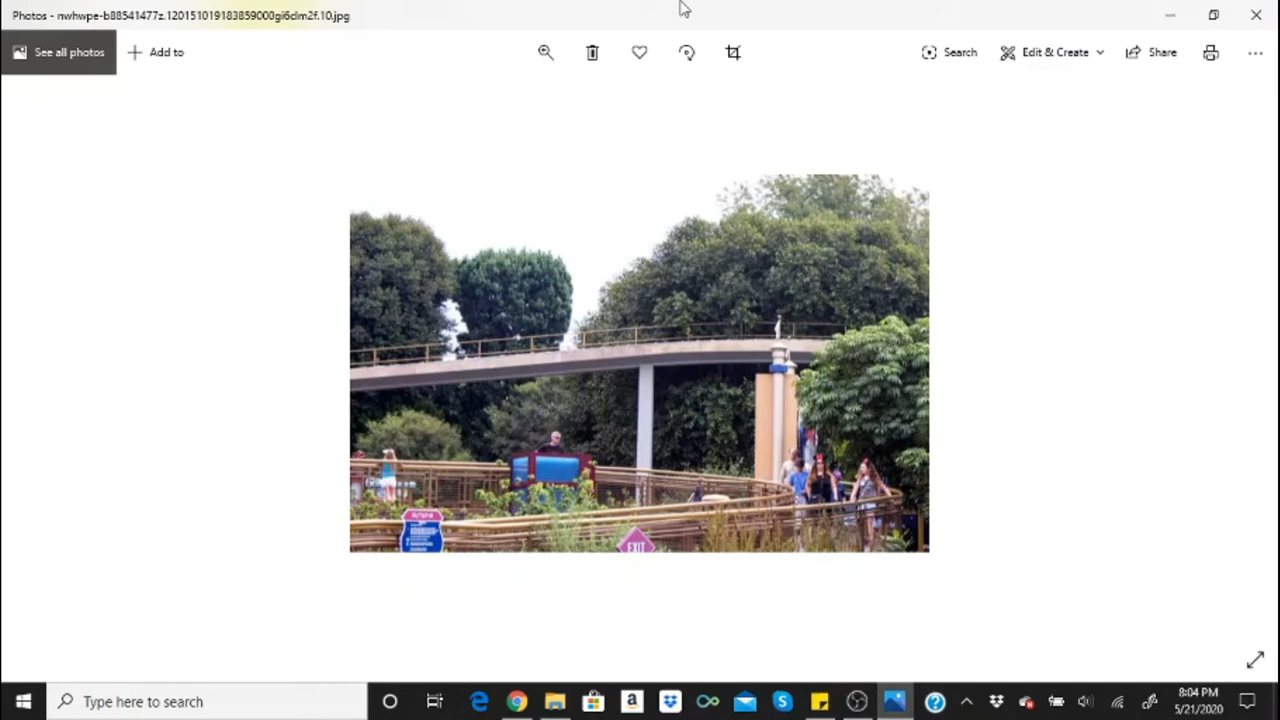 Photos - nwhwpe-b88541477z.120151019183859000gi6clm2f.10.jpg
See all photos
Add to
Search
Edit & Create
Share
EXIT
Type here to search
8:04 PM
5/21/2020